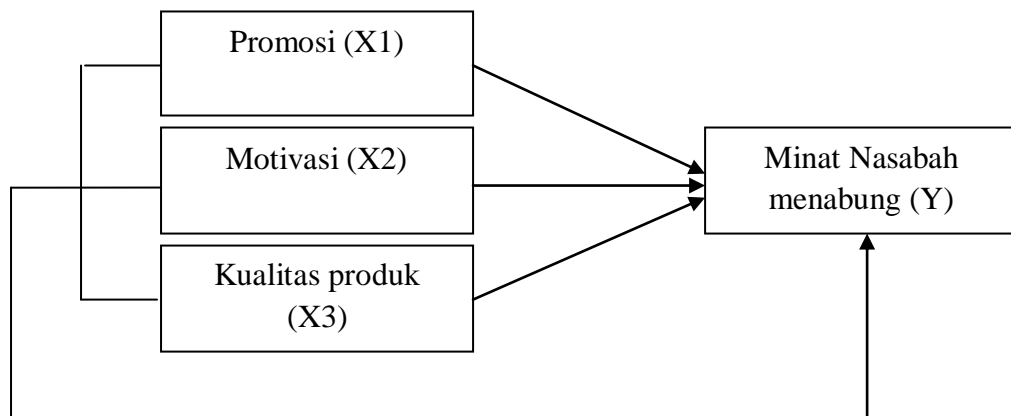 Promosi (X1)
Motivasi (X2)
Kualitas produk
(X3)
Minat Nasabah
menabung (Y)